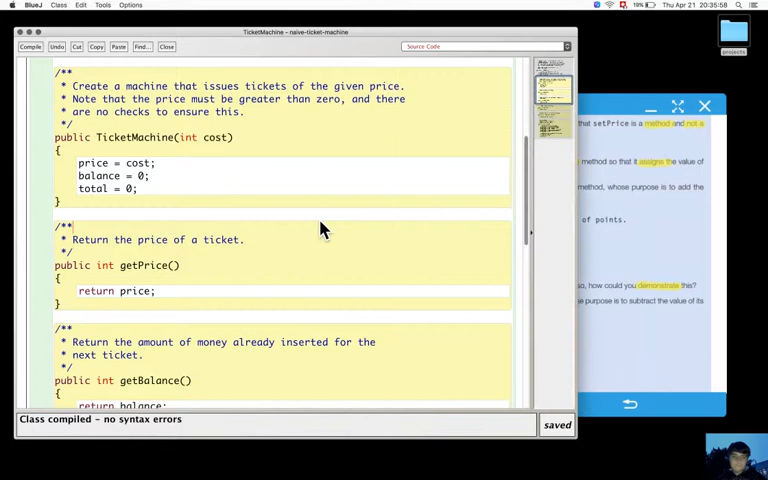 BlueJ Class Edit Tools Options 19% Thu Apr 21 20:35:58
TicketMachine - naive-ticket-machine
Compile Undo Cut Copy Paste Find... Close Source Code
/**
* Create a machine that issues tickets of the given price.
* Note that the price must be greater than zero, and there
* are no checks to ensure this.
*/
public TicketMachine(int cost)
{
price = cost;
balance = 0;
total = 0;
}
/**
* Return the price of a ticket.
*/
public int getPrice()
{
return price;
}
/**
* Return the amount of money already inserted for the
* next ticket.
*/
public int getBalance()
{
return balance;
Class compiled - no syntax errors
saved
projects
that setPrice is a method and not a
method so that it assigns the value of
method, whose purpose is to add the
of points.
so, how could you demonstrate this?
e purpose is to subtract the value of its